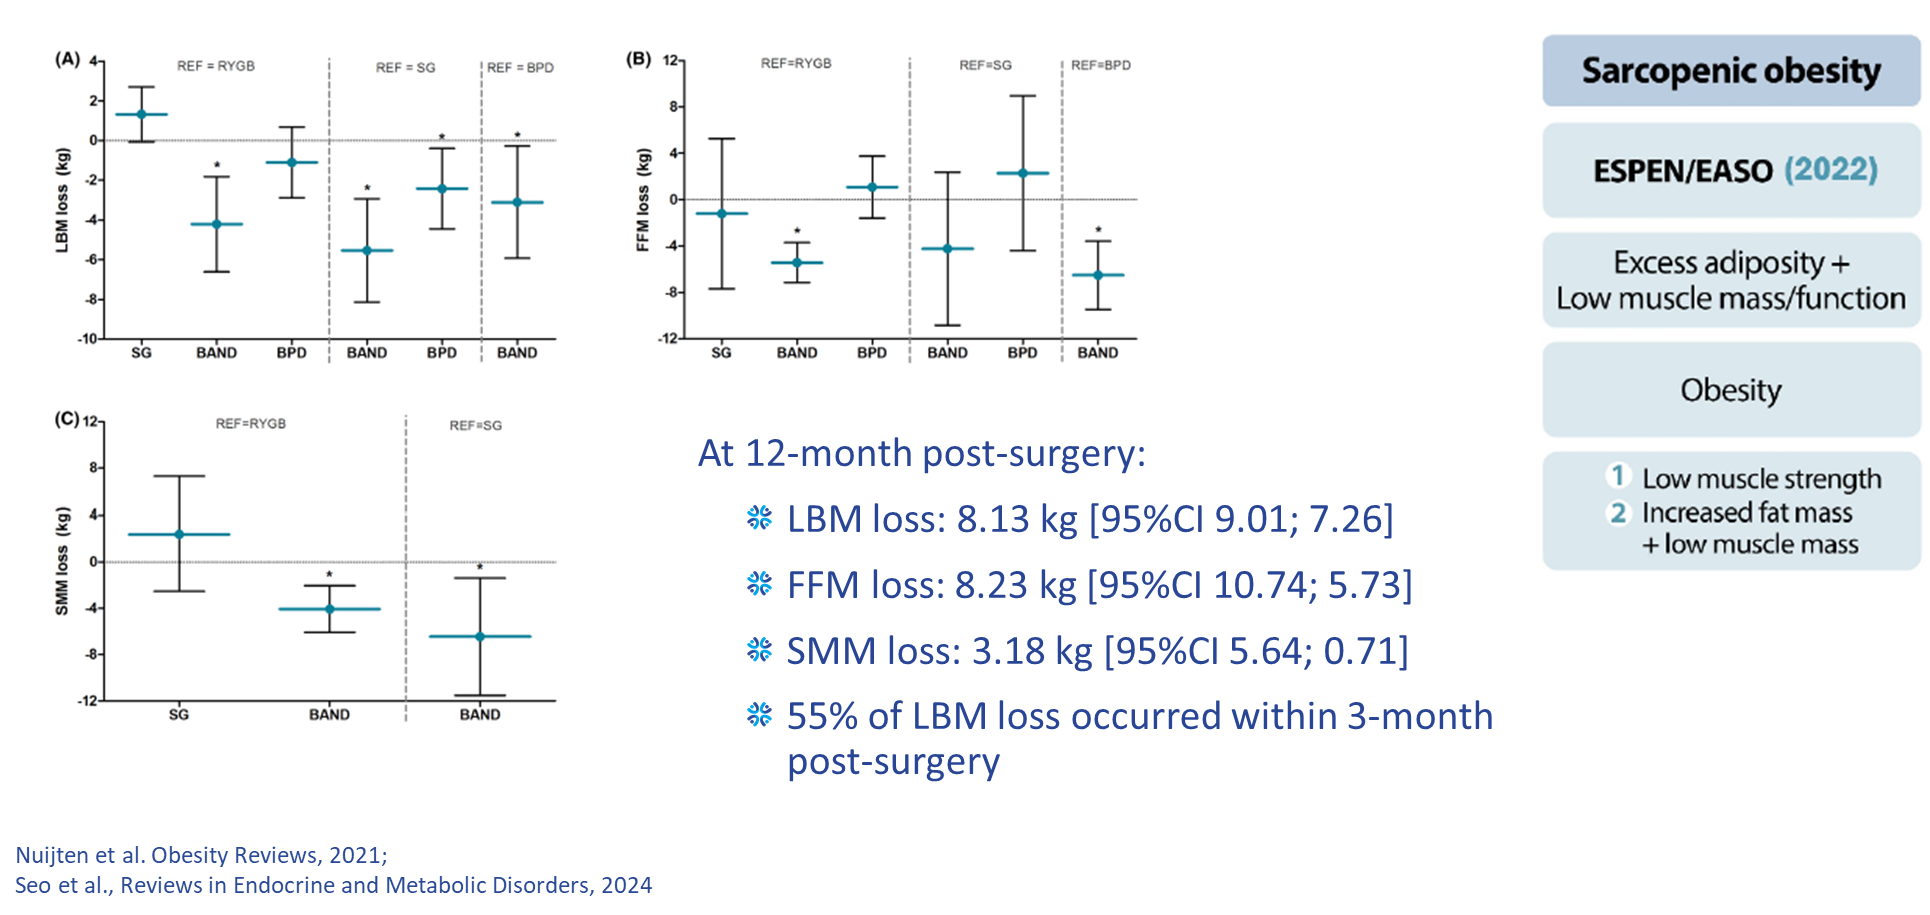 (A)
REF = RYGB
REF = SG
REF = BPD
LBM loss (kg)
4
2
0
-2
-4
-6
-8
-10
*
*
*
*
SG
BAND
BPD
BAND
BPD
BAND
(B)
REF=RYGB
REF=SG
REF=BPD
FFM loss (kg)
12
8
4
0
-4
-8
-12
*
*
SG
BAND
BPD
BAND
BPD
BAND
(C)
REF=RYGB
REF=SG
SMM loss (kg)
12
8
4
0
-4
-8
-12
*
*
SG
BAND
BAND
At 12-month post-surgery:
LBM loss: 8.13 kg [95%CI 9.01; 7.26]
FFM loss: 8.23 kg [95%CI 10.74; 5.73]
SMM loss: 3.18 kg [95%CI 5.64; 0.71]
55% of LBM loss occurred within 3-month
post-surgery
Sarcopenic obesity
ESPEN/EASO (2022)
Excess adiposity +
Low muscle mass/function
Obesity
1 Low muscle strength
2 Increased fat mass
+ low muscle mass
Nuijten et al. Obesity Reviews, 2021;
Seo et al., Reviews in Endocrine and Metabolic Disorders, 2024